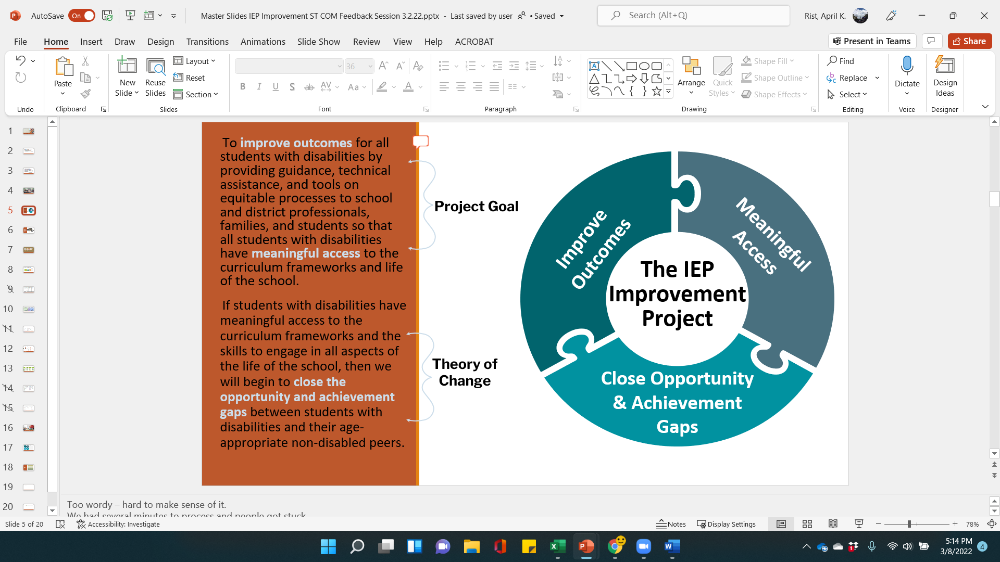 AutoSave On
Master Slides IEP Improvement ST COM Feedback Session 3.2.22.pptx - Last saved by user • Saved
Search (Alt+Q)
Rist, April K.
File Home Insert Draw Design Transitions Animations Slide Show Review View Help ACROBAT
Present in Teams
Share
Undo
Paste
Clipboard
New Slide
Reuse Slides
Layout
Reset
Section
Slides
36
Font
Paragraph
Arrange
Quick Styles
Shape Fill
Shape Outline
Shape Effects
Drawing
Find
Replace
Select
Editing
Dictate
Voice
Design Ideas
Designer
1
2
3
4
5
6
7
8
9
10
11
12
13
14
15
16
17
18
19
20
To improve outcomes for all
students with disabilities by
providing guidance, technical
assistance, and tools on
equitable processes to school
and district professionals,
families, and students so that
all students with disabilities
have meaningful access to the
curriculum frameworks and life
of the school.
If students with disabilities have
meaningful access to the
curriculum frameworks and the
skills to engage in all aspects of
the life of the school, then we
will begin to close the
opportunity and achievement
gaps between students with
disabilities and their age-
appropriate non-disabled peers.
Project Goal
Theory of
Change
Improve
Outcomes
Meaningful
Access
The IEP
Improvement
Project
Close Opportunity
& Achievement
Gaps
Too wordy – hard to make sense of it.
We had several minutes to process and people got stuck
Slide 5 of 20
Accessibility: Investigate
Notes
Display Settings
78%
5:14 PM
3/8/2022
4